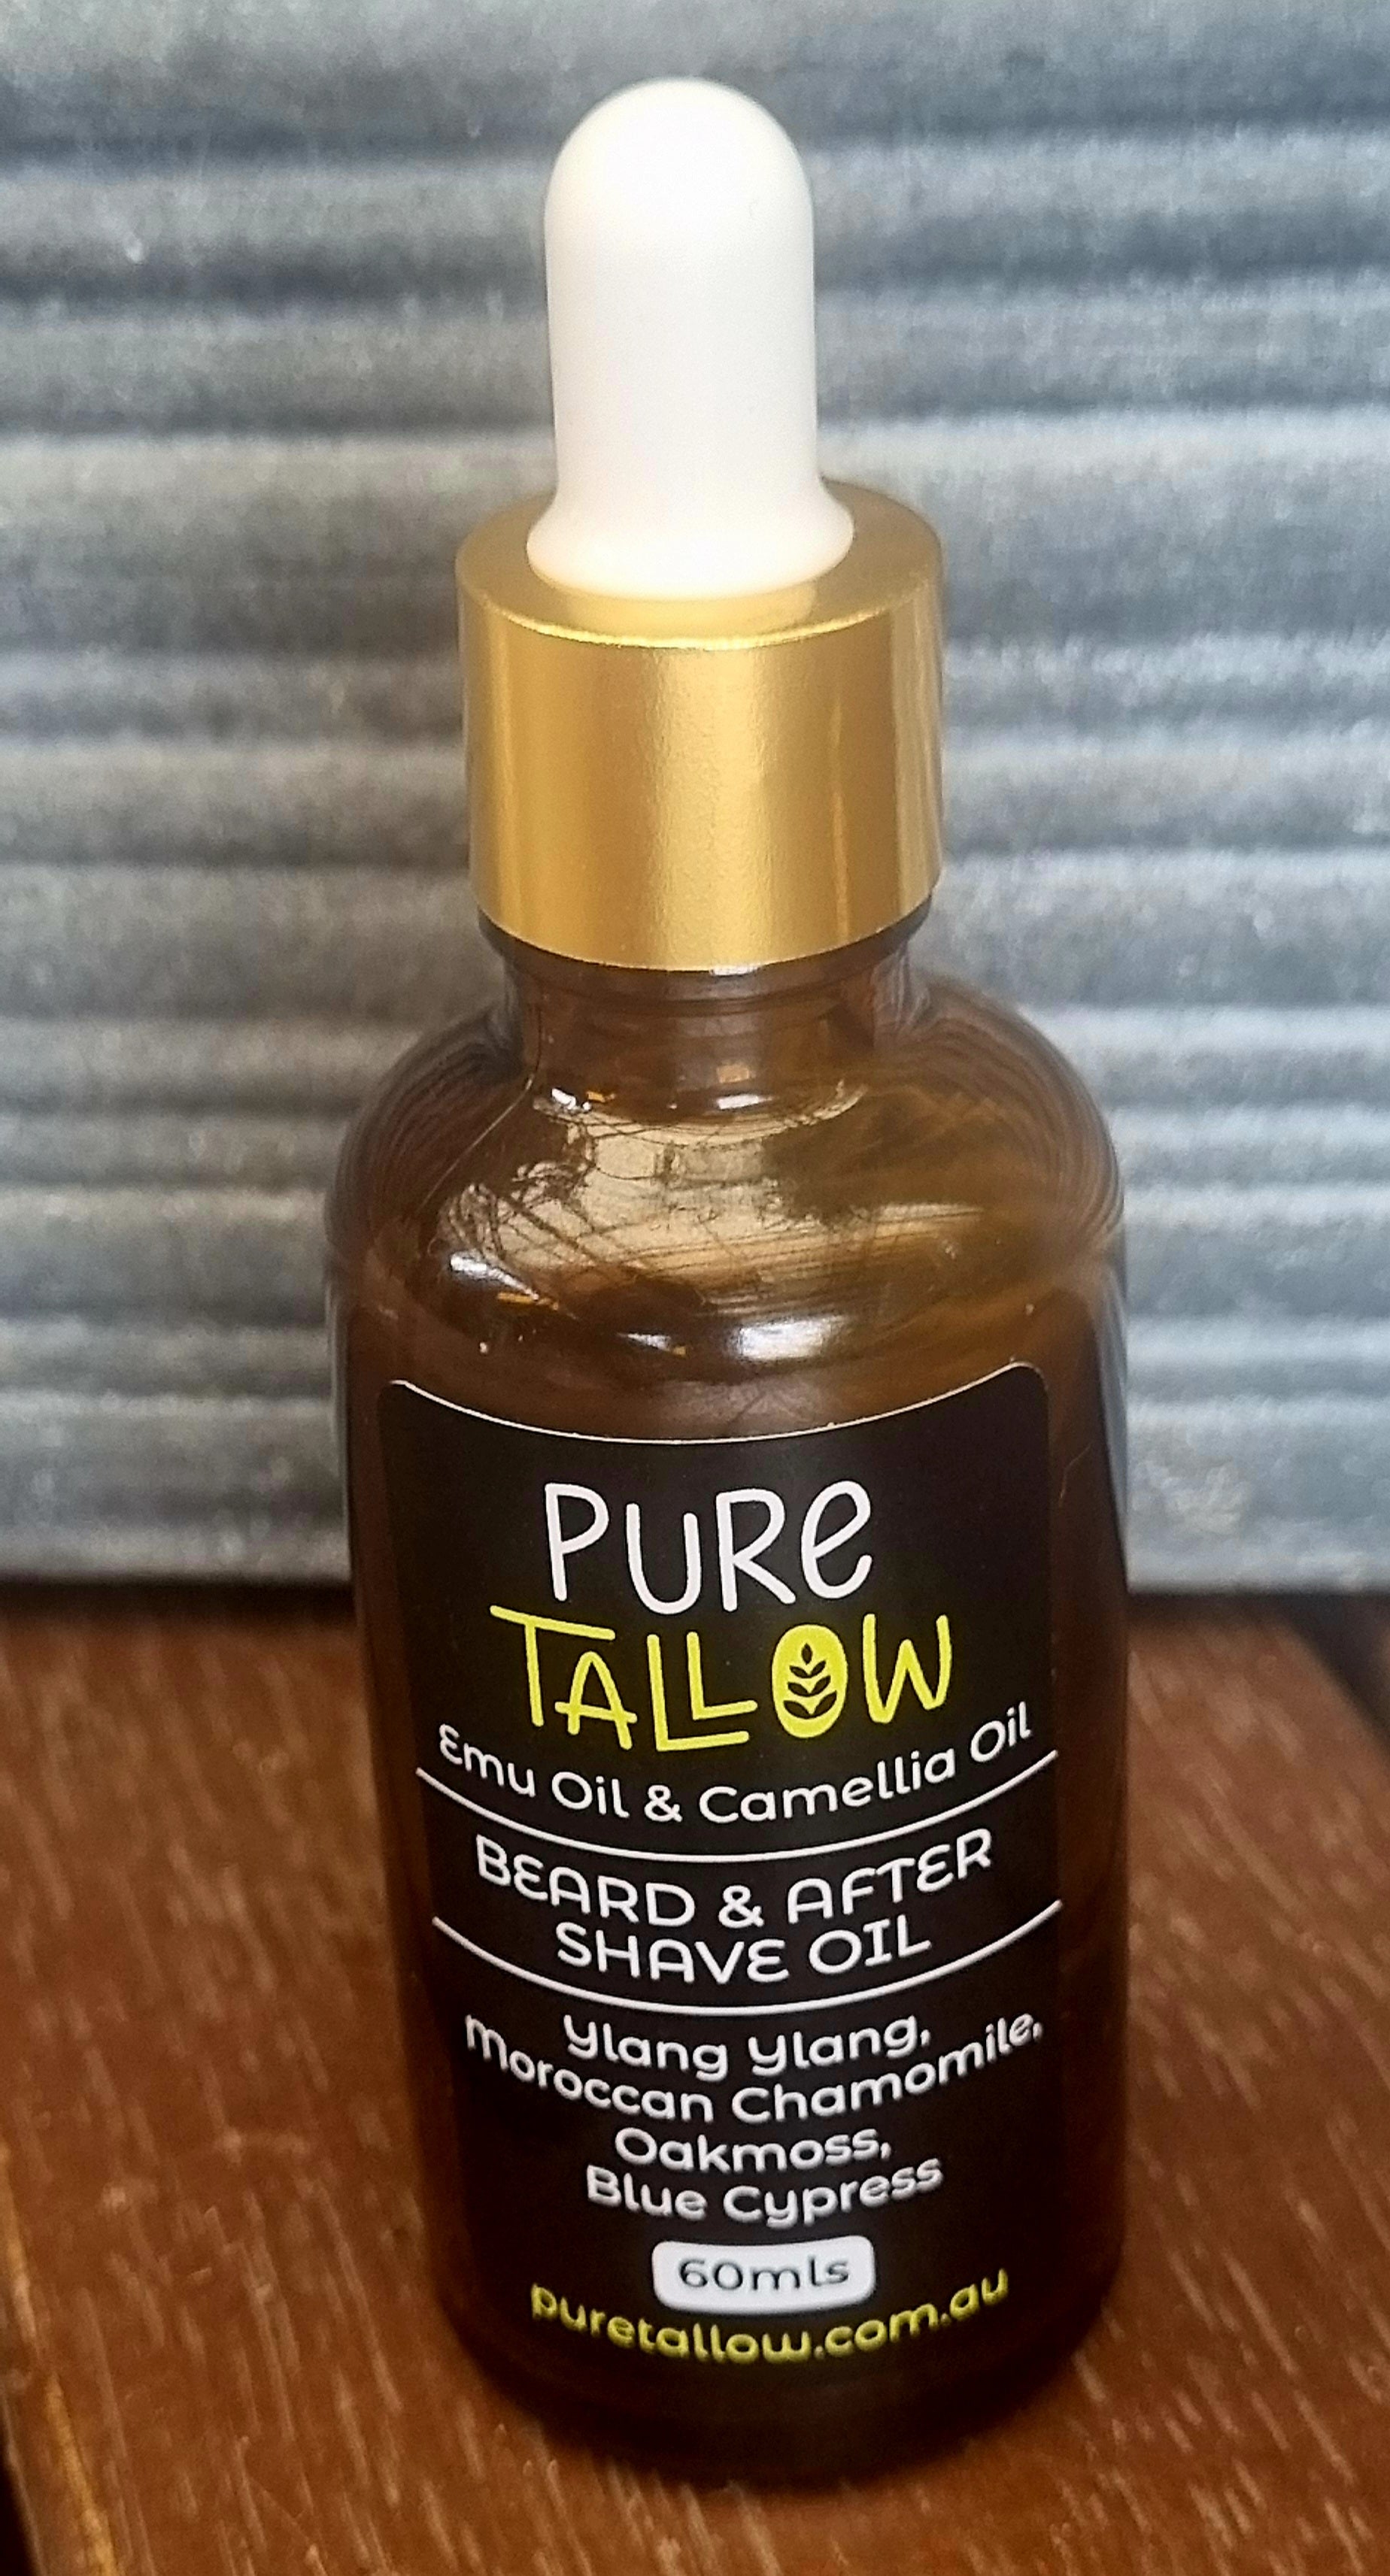 PURe
TALLOW
Emu Oil & Camellia Oil
BEARD & AFTER
SHAVE OIL
Ylang Ylang,
Moroccan Chamomile,
Oakmoss,
Blue Cypress
60mls
puretallow.com.au